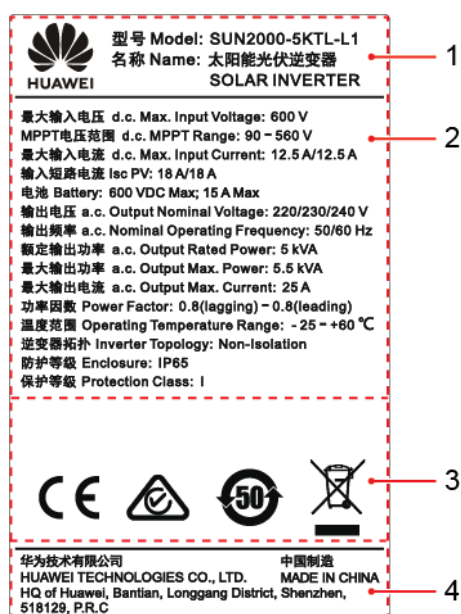 HUAWEI
型号 Model: SUN2000-5KTL-L1
名称 Name: 太阳能光伏逆变器
SOLAR INVERTER
1
最大输入电压 d.c. Max. Input Voltage: 600 V
MPPT电压范围 d.c. MPPT Range: 90 - 560 V
2
最大输入电流 d.c. Max. Input Current: 12.5 A/12.5 A
输入短路电流 Isc PV: 18 A/18 A
电池 Battery: 600 VDC Max; 15 A Max
输出电压 a.c. Output Nominal Voltage: 220/230/240 V
输出频率 a.c. Nominal Operating Frequency: 50/60 Hz
额定输出功率 a.c. Output Rated Power: 5 kVA
最大输出功率 a.c. Output Max. Power: 5.5 kVA
最大输出电流 a.c. Output Max. Current: 25 A
功率因数 Power Factor: 0.8(lagging) - 0.8(leading)
温度范围 Operating Temperature Range: - 25 - +60 ℃
逆变器拓扑 Inverter Topology: Non-Isolation
防护等级 Enclosure: IP65
保护等级 Protection Class: I
CE
50
3
华为技术有限公司 中国制造
HUAWEI TECHNOLOGIES CO., LTD. MADE IN CHINA
HQ of Huawei, Bantian, Longgang District, Shenzhen,
518129, P.R.C
4